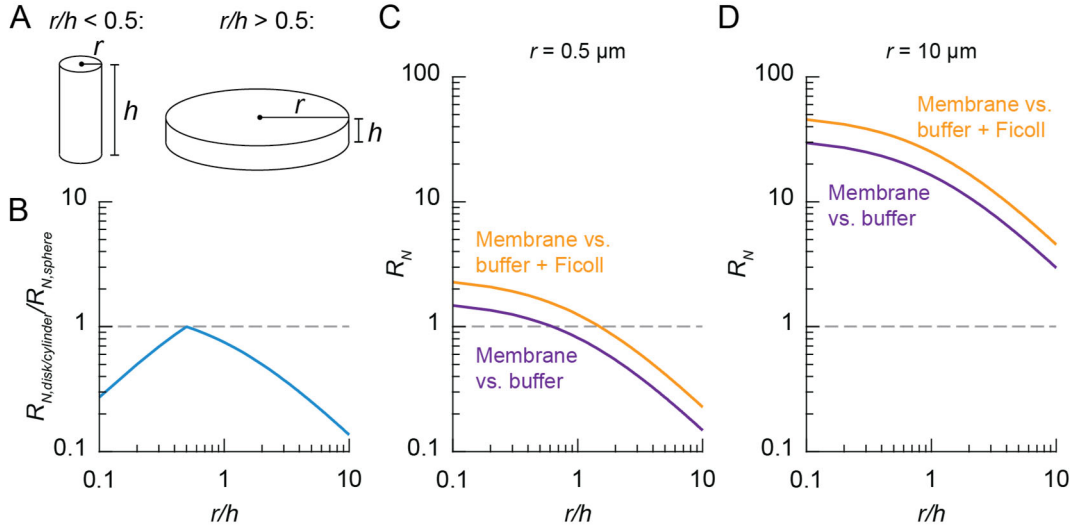 A
r/h < 0.5:
r/h > 0.5:
r
h
r
h
B
R_N,disk/cylinder/R_N,sphere
10
1
0.1
0.1
1
10
r/h
C
r = 0.5 µm
R_N
100
10
1
0.1
Membrane vs.
buffer + Ficoll
Membrane
vs. buffer
0.1
1
10
r/h
D
r = 10 µm
R_N
100
10
1
0.1
Membrane vs.
buffer + Ficoll
Membrane
vs. buffer
0.1
1
10
r/h